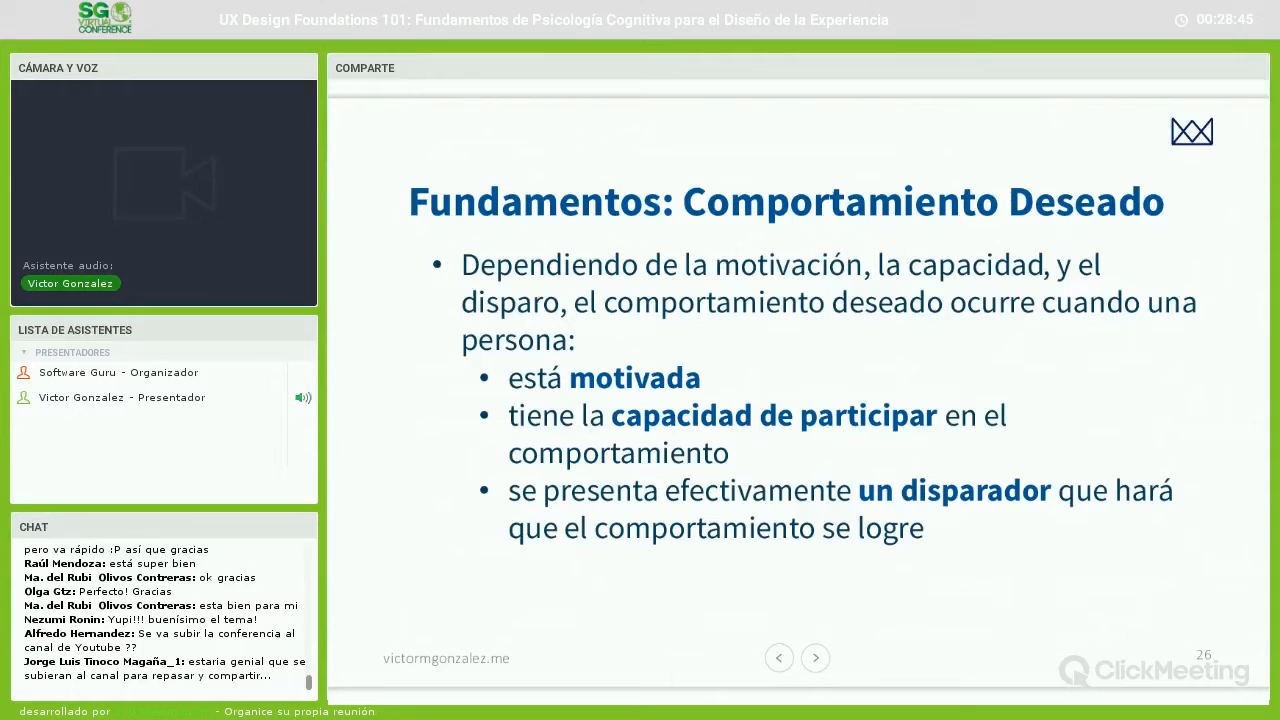 SG
VIRTUAL
CONFERENCE
UX Design Foundations 101: Fundamentos de Psicología Cognitiva para el Diseño de la Experiencia
00:28:45
CÁMARA Y VOZ
Asistente audio:
Victor Gonzalez
LISTA DE ASISTENTES
PRESENTADORES
Software Guru - Organizador
Victor Gonzalez - Presentador
CHAT
pero va rápido :P así que gracias
Raúl Mendoza: está super bien
Ma. del Rubi Olivos Contreras: ok gracias
Olga Gtz: Perfecto! Gracias
Ma. del Rubi Olivos Contreras: esta bien para mi
Nezumi Ronin: Yupi!!! buenísimo el tema!
Alfredo Hernandez: Se va subir la conferencia al
canal de Youtube ??
Jorge Luis Tinoco Magaña_1: estaria genial que se
subieran al canal para repasar y compartir...
desarrollado por
- Organice su propia reunión
COMPARTE
Fundamentos: Comportamiento Deseado
• Dependiendo de la motivación, la capacidad, y el
disparo, el comportamiento deseado ocurre cuando una
persona:
• está motivada
• tiene la capacidad de participar en el
comportamiento
• se presenta efectivamente un disparador que hará
que el comportamiento se logre
victormgonzalez.me
26
ClickMeeting